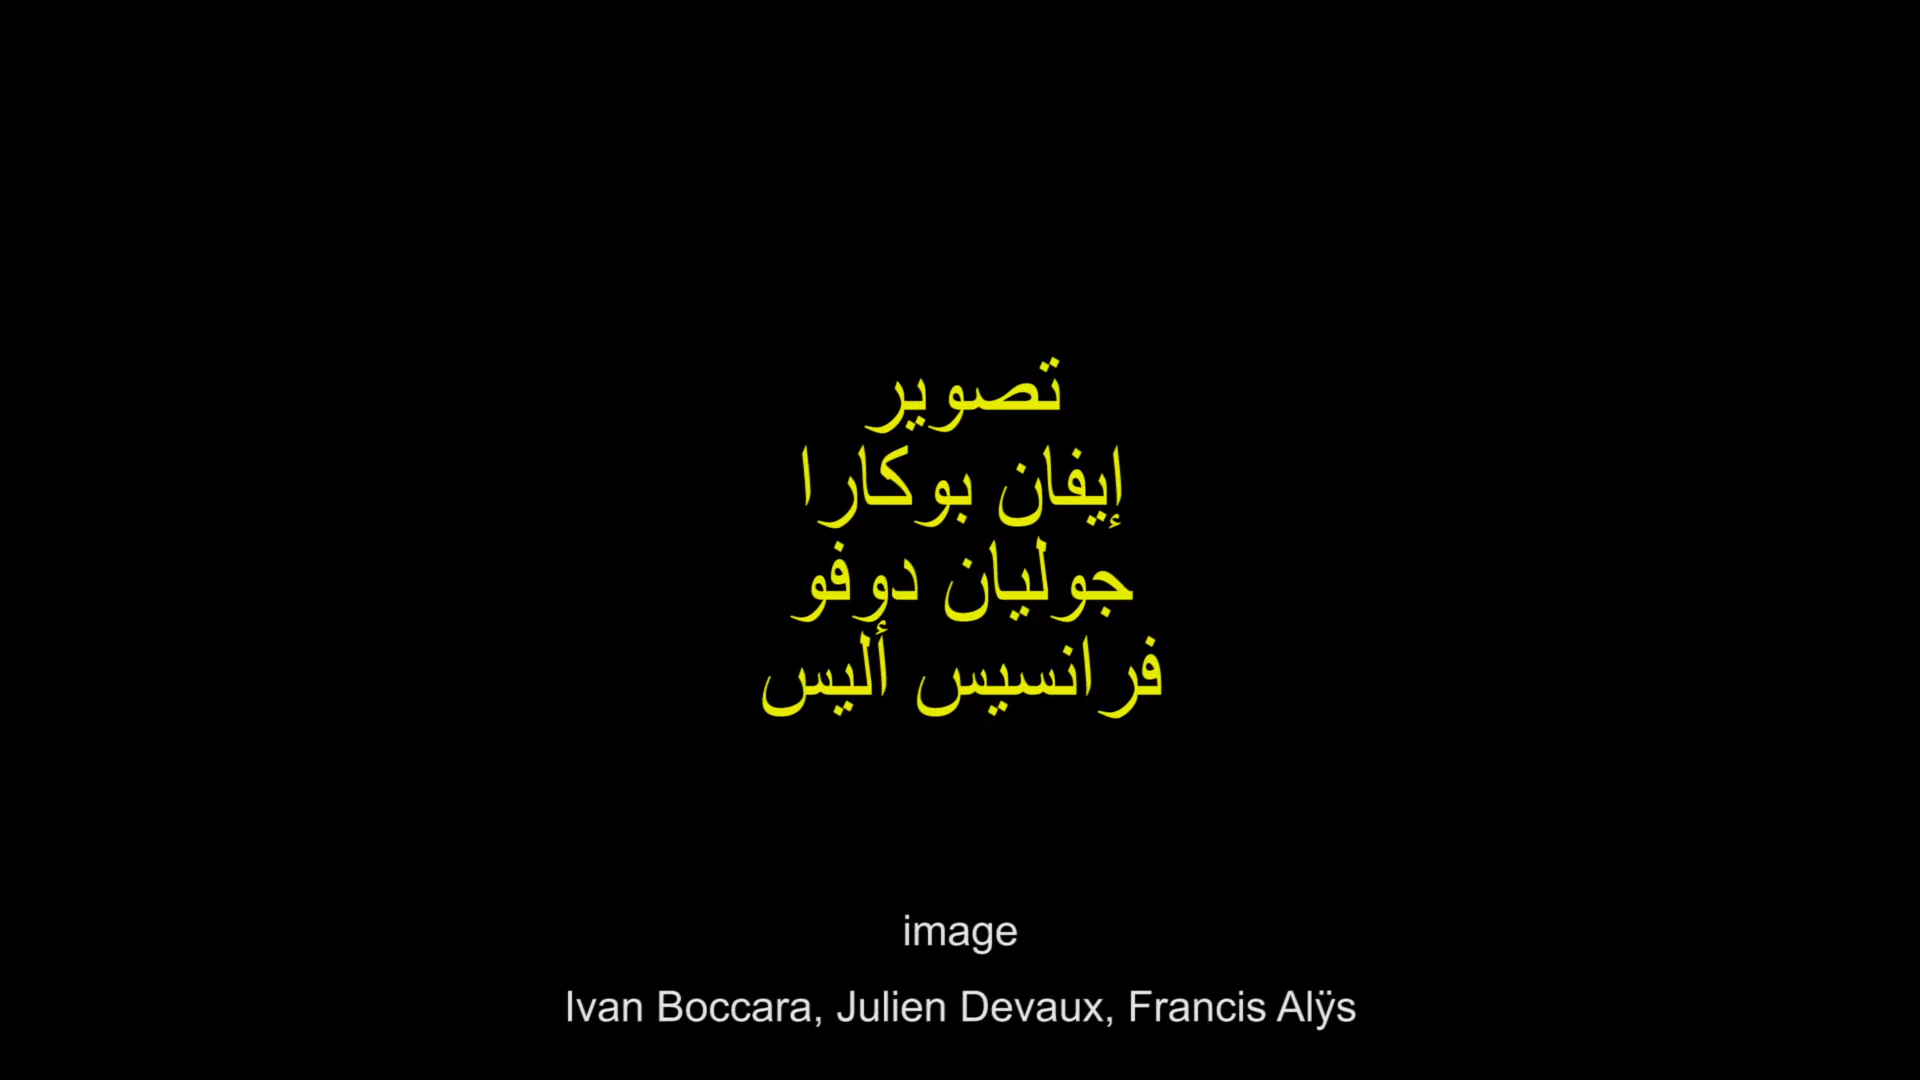 تصوير
إيفان بوكارا
جوليان دوفو
فرانسيس أليس
image
Ivan Boccara, Julien Devaux, Francis Alÿs